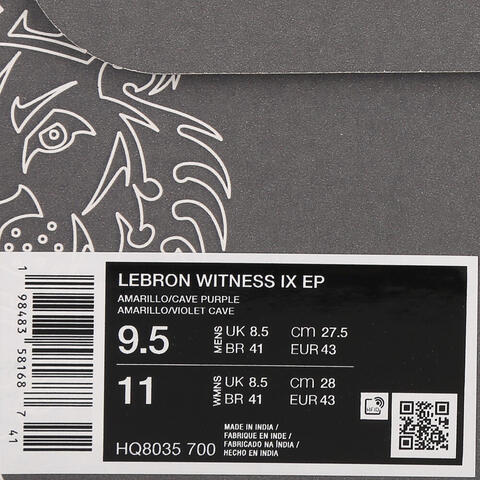 LEBRON WITNESS IX EP
AMARILLO/CAVE PURPLE
AMARILLO/VIOLET CAVE
9.5 MENS UK 8.5 cm 27.5
BR 41 EUR 43
11 WMNS UK 8.5 cm 28
BR 41 EUR 43
HQ8035 700
MADE IN INDIA /
FABRIQUE EN INDE /
FABRICADO NA ÍNDIA /
HECHO EN INDIA
1 98483 58168 7 41